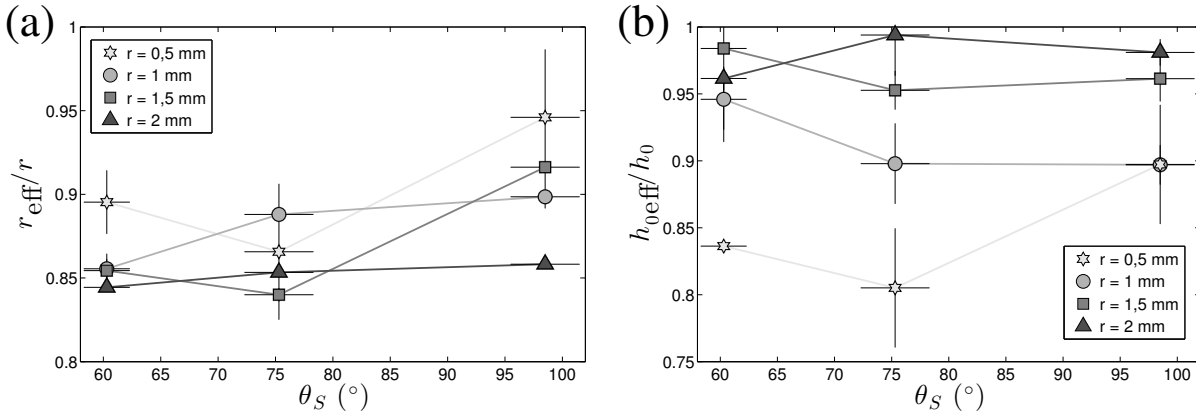 (a)
1
0.95
0.9
0.85
0.8
r_eff/r
r = 0,5 mm
r = 1 mm
r = 1,5 mm
r = 2 mm
60 65 70 75 80 85 90 95 100
θ_S (°)
(b)
1
0.95
0.9
0.85
0.8
0.75
h_0eff/h_0
r = 0,5 mm
r = 1 mm
r = 1,5 mm
r = 2 mm
60 65 70 75 80 85 90 95 100
θ_S (°)